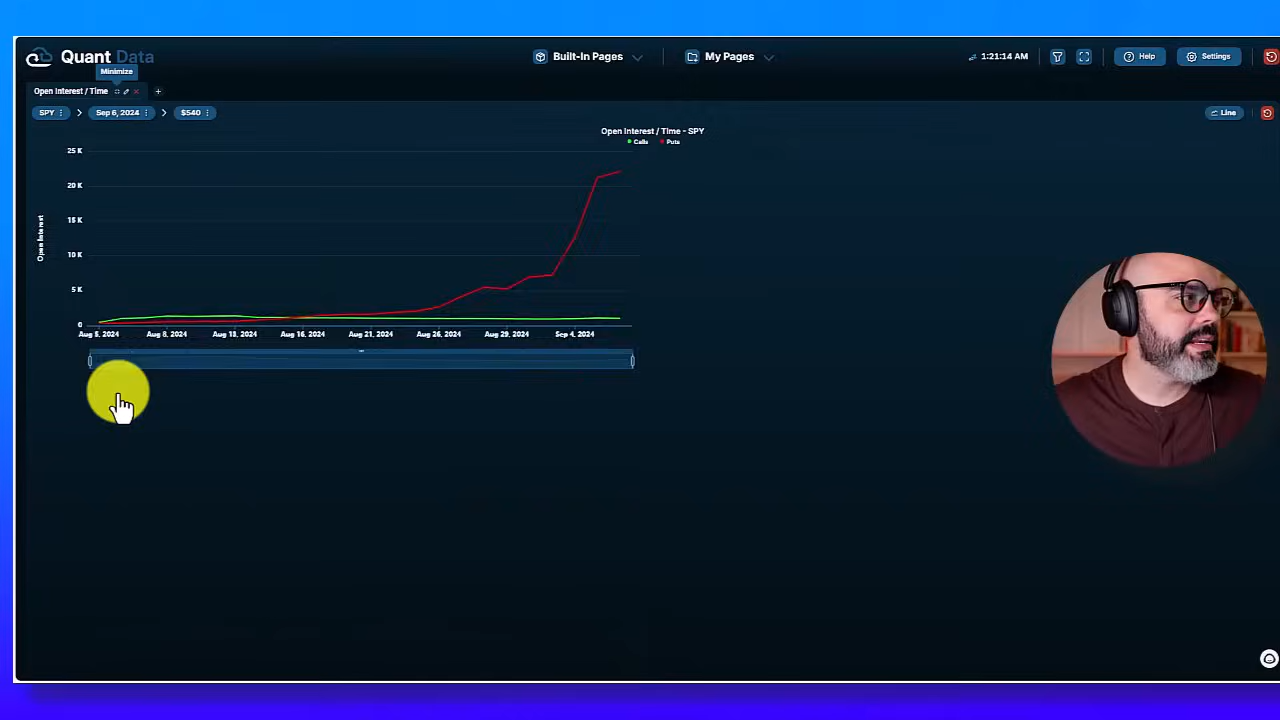 Quant Data
Built-In Pages
My Pages
1:21:14 AM
Help
Settings
Minimize
Open Interest / Time
SPY
Sep 6, 2024
$540
Line
Open Interest / Time - SPY
Calls
Puts
25 K
20 K
15 K
10 K
5 K
0
Open Interest
Aug 5, 2024
Aug 8, 2024
Aug 13, 2024
Aug 16, 2024
Aug 21, 2024
Aug 26, 2024
Aug 29, 2024
Sep 4, 2024